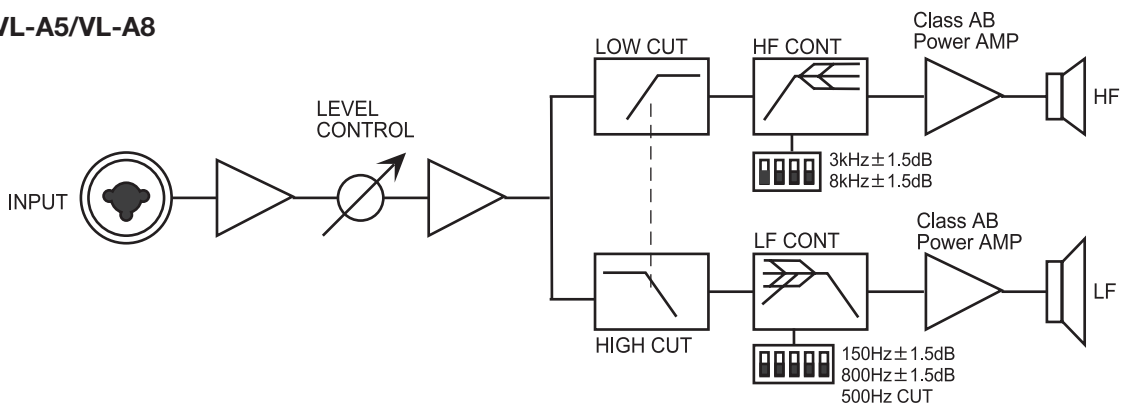 VL-A5/VL-A8
Class AB
Power AMP
LOW CUT
HF CONT
LEVEL
CONTROL
HF
3kHz±1.5dB
8kHz±1.5dB
INPUT
Class AB
Power AMP
LF CONT
LF
HIGH CUT
150Hz±1.5dB
800Hz±1.5dB
500Hz CUT